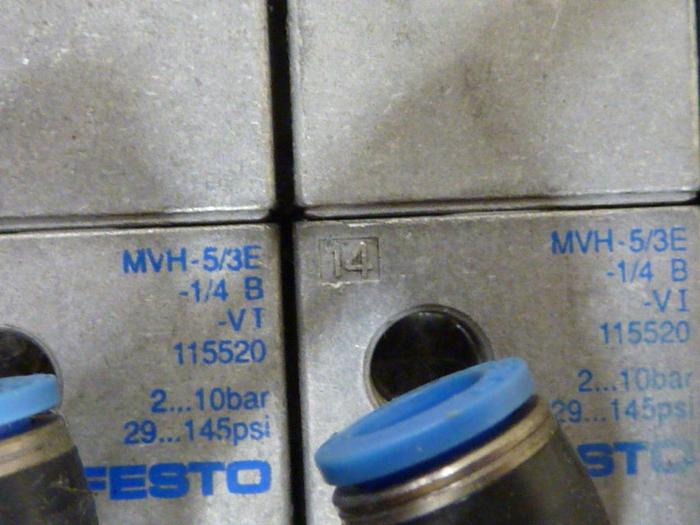 MVH-5/3E
-1/4 B
-VI
115520
2...10bar
29...145psi
FESTO
14
MVH-5/3E
-1/4 B
-VI
115520
2...10bar
29...145psi
STO